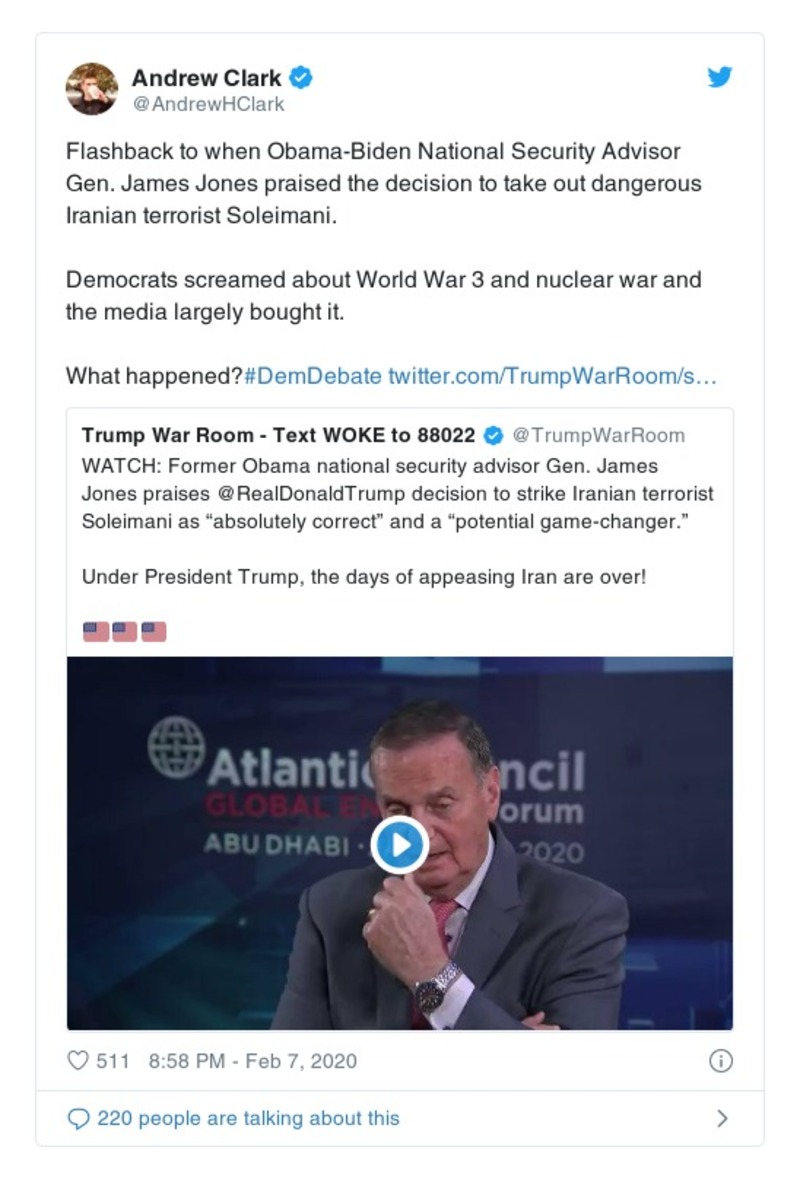 Andrew Clark
@AndrewHClark
Flashback to when Obama-Biden National Security Advisor
Gen. James Jones praised the decision to take out dangerous
Iranian terrorist Soleimani.
Democrats screamed about World War 3 and nuclear war and
the media largely bought it.
What happened?#DemDebate twitter.com/TrumpWarRoom/s…
Trump War Room - Text WOKE to 88022 @TrumpWarRoom
WATCH: Former Obama national security advisor Gen. James
Jones praises @RealDonaldTrump decision to strike Iranian terrorist
Soleimani as “absolutely correct” and a “potential game-changer.”
Under President Trump, the days of appeasing Iran are over!
Atlantic ncil
GLOBAL EN orum
ABU DHABI · 2020
511 8:58 PM - Feb 7, 2020
220 people are talking about this